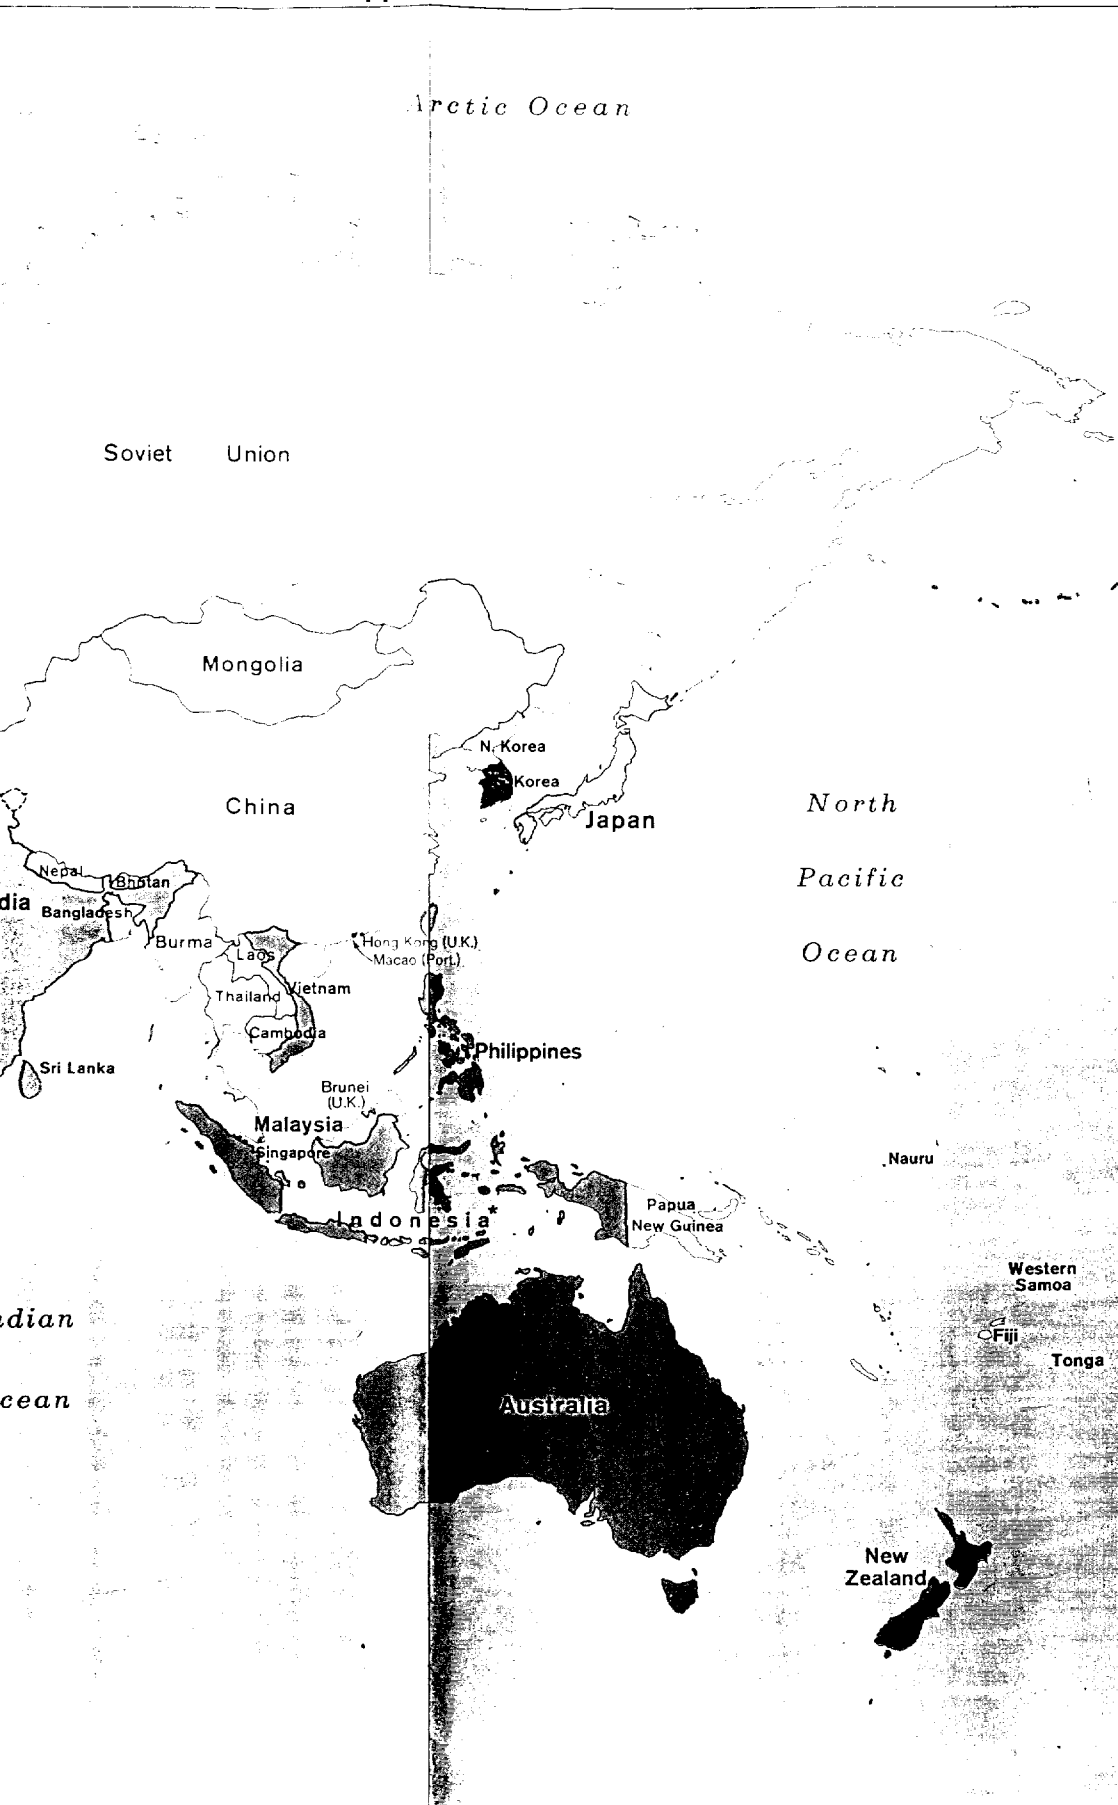 Arctic Ocean
Soviet Union
Mongolia
N. Korea
Korea
China
Japan
North
Pacific
Ocean
Nepal
Bhotan
dia
Bangladesh
Burma
Hong Kong (U.K.)
Macao (Port.)
Laos
Thailand
Vietnam
Cambodia
Philippines
Sri Lanka
Brunei
(U.K.)
Malaysia
Singapore
Nauru
Papua
New Guinea
Indonesia*
Western
Samoa
ndian
Fiji
Tonga
cean
Australia
New
Zealand